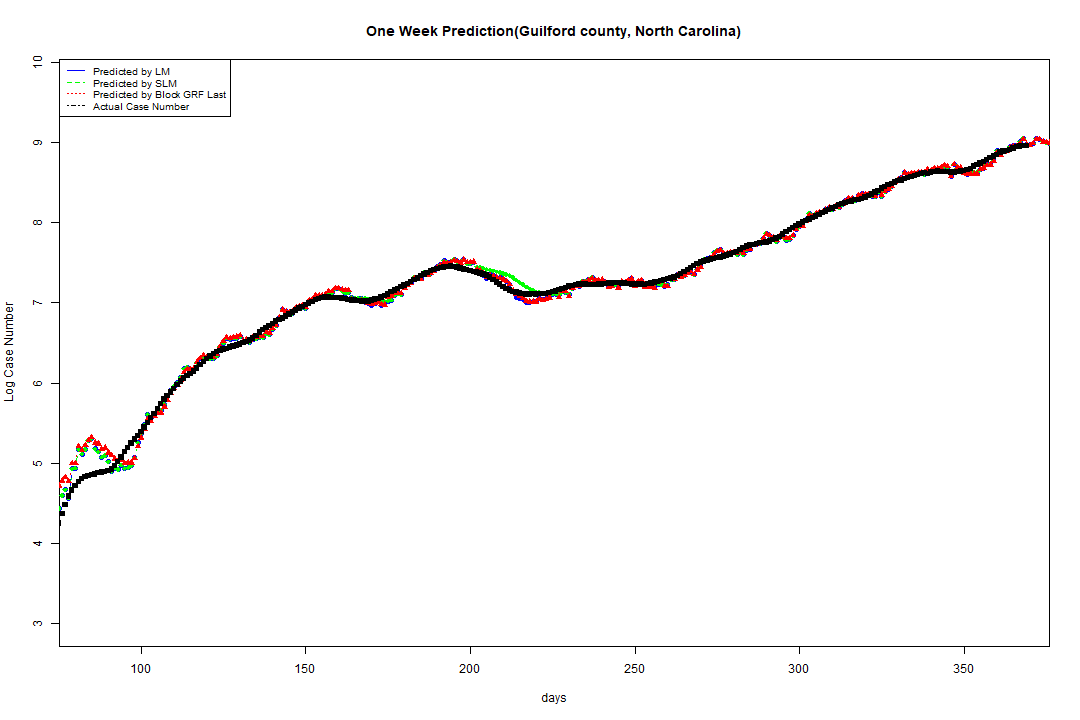 One Week Prediction(Guilford county, North Carolina)
Predicted by LM
Predicted by SLM
Predicted by Block GRF Last
Actual Case Number
10
9
8
7
6
5
4
3
Log Case Number
100 150 200 250 300 350
days